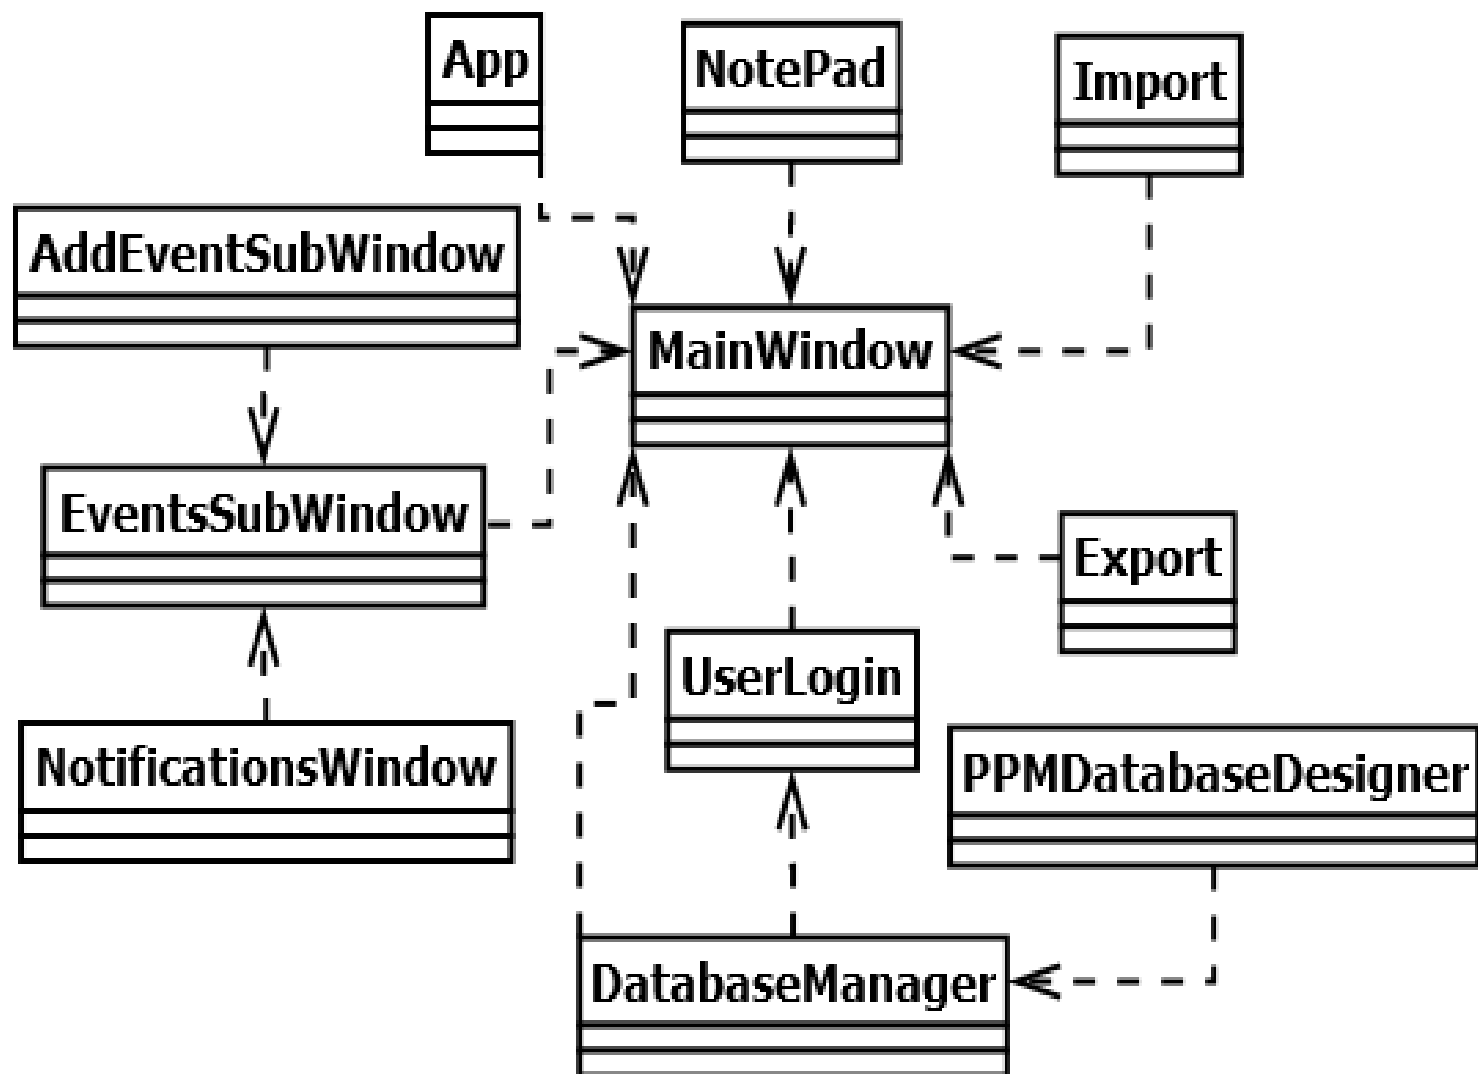 App
NotePad
Import
AddEventSubWindow
MainWindow
EventsSubWindow
Export
UserLogin
NotificationsWindow
PPMDatabaseDesigner
DatabaseManager